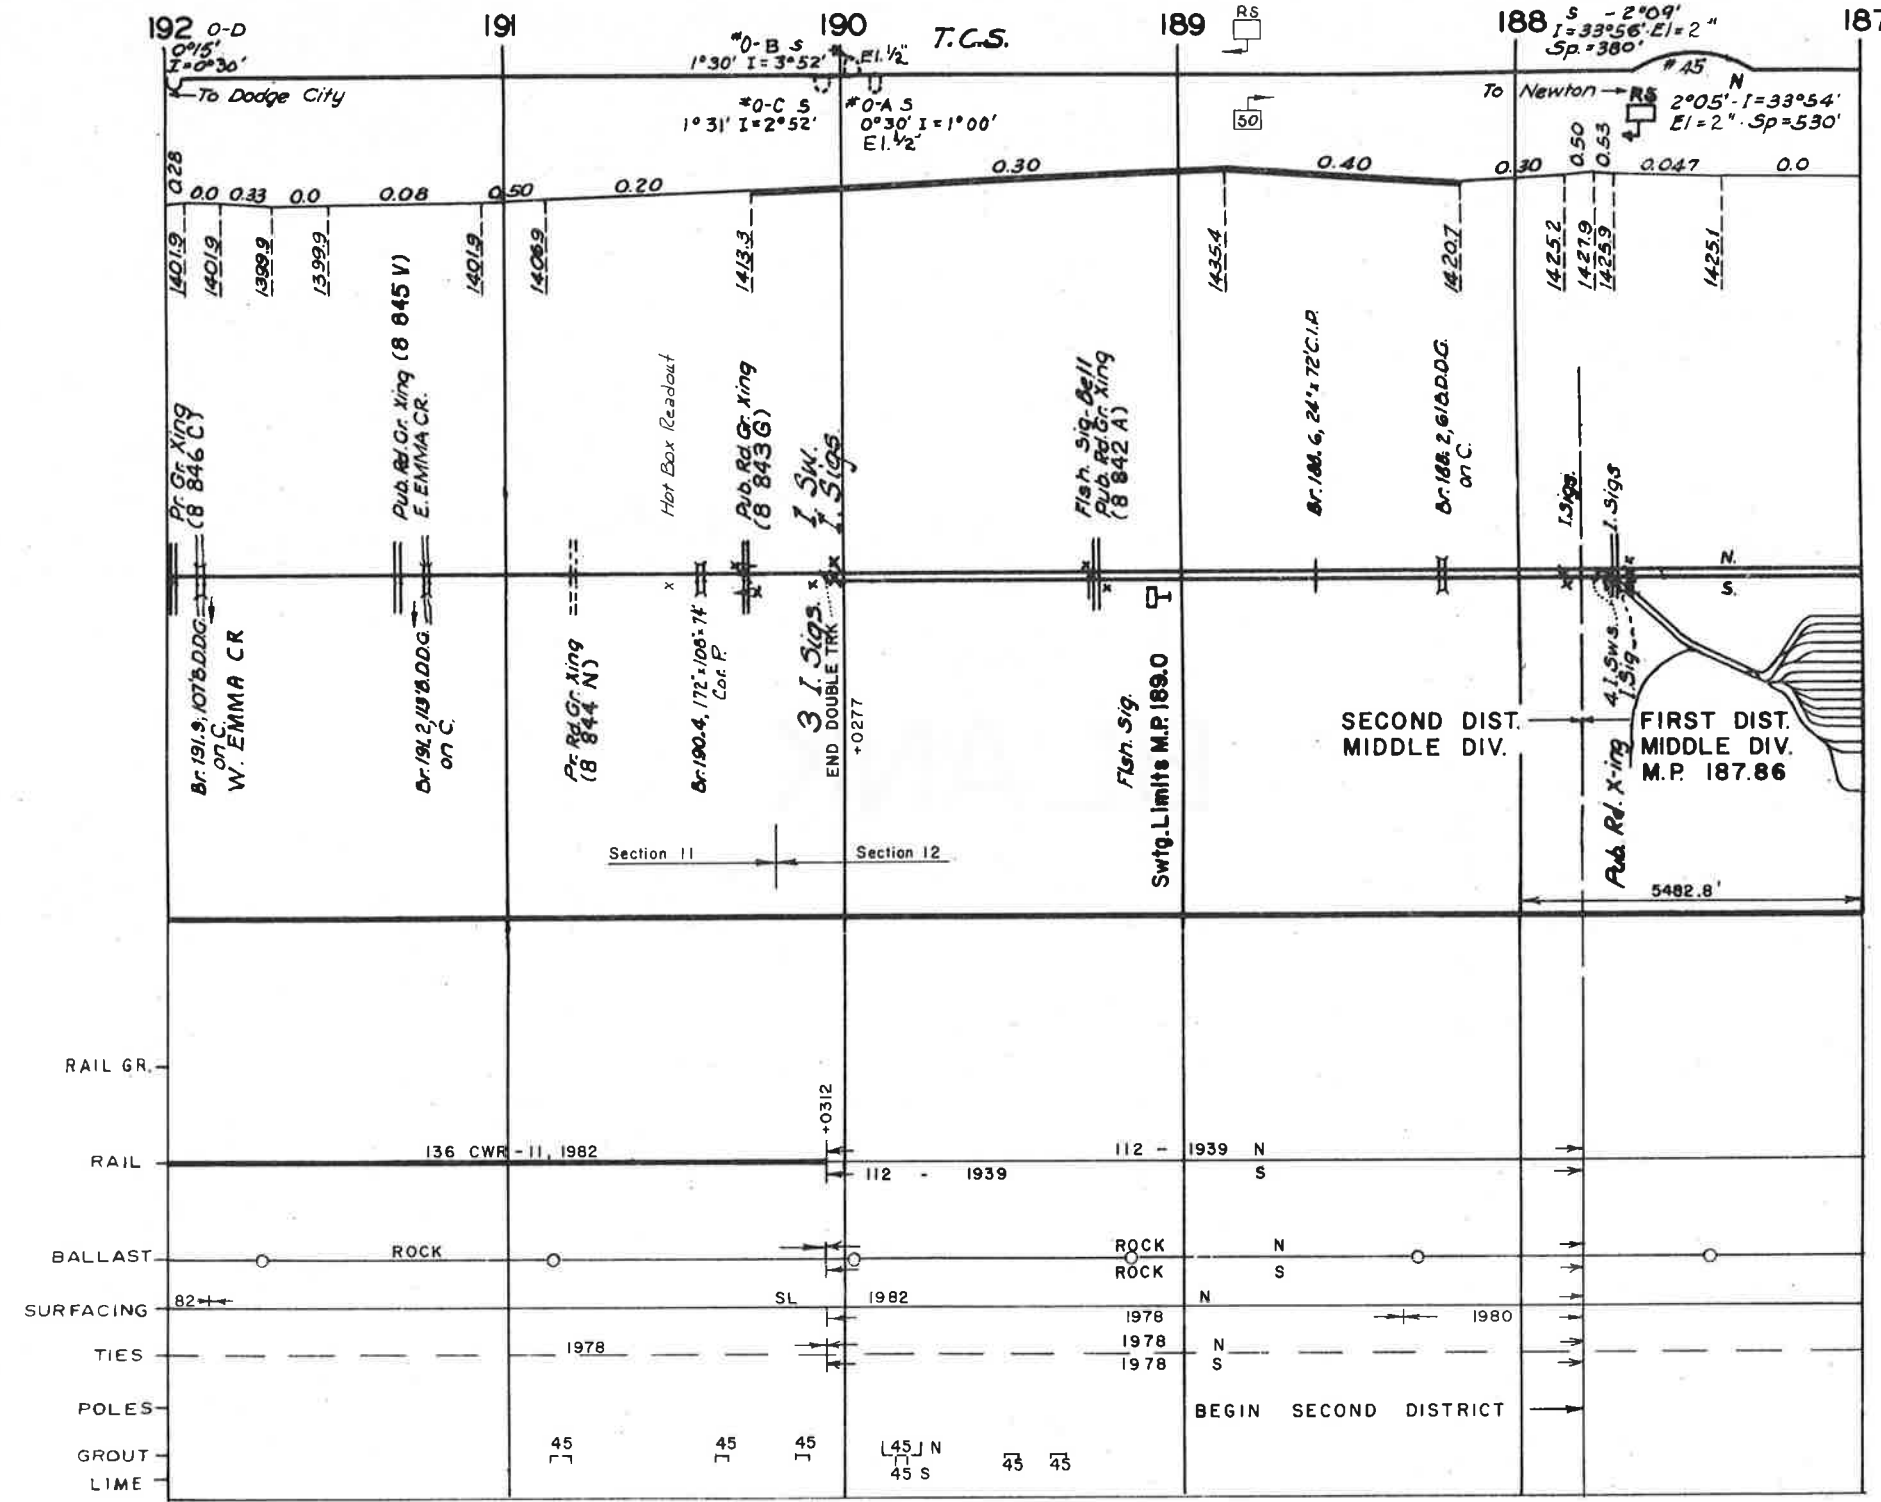 192 O-D
0°15'
I=0°30'
191
#O-B S
1°30' I=3°52'
190
El.½"
T.C.S.
189
RS
188
S - 2°09'
I=33°56' El=2"
Sp.=380'
187
←To Dodge City
#O-C S
1°31' I=2°52'
#O-A S
0°30' I=1°00'
El.½"
50
To Newton→
#45
N
RS
2°05' - I=33°54'
El=2" · Sp=530'
0.28
0.0
0.33
0.0
0.08
0.50
0.20
0.30
0.40
0.30
0.50
0.53
0.047
0.0
1401.9
1401.9
1399.9
1399.9
1401.9
1406.9
1413.3
1435.4
1420.7
1425.2
1427.9
1425.9
1425.1
Pr. Gr. Xing
(8 846 C)
Pub. Rd. Gr. Xing (8 845 V)
E. EMMA CR.
Hot Box Readout
Pub. Rd. Gr. Xing
(8 843 G)
I. Sw.
I. Sigs.
Flsh. Sig-Bell
Pub. Rd. Gr. Xing
(8 842 A)
Br. 188.6, 24"x72' C.I.P.
Br. 188.2, 61'B.D.D.G.
on C.
I. Sigs.
I. Sigs
N.
S.
Br. 191.9, 107'B.D.D.G.
on C.
W. EMMA CR
Br. 191.2, 113'B.D.D.G.
on C.
Pr. Rd. Gr. Xing
(8 844 N)
Br. 190.4, 172"x108"x74'
Cor. P.
3 I. Sigs.
END DOUBLE TRK
+0277
Flsh. Sig.
Swtg. Limits M.P. 189.0
4 I. Sws.
I. Sig
Pub. Rd. X-ing
SECOND DIST.
MIDDLE DIV.
FIRST DIST.
MIDDLE DIV.
M.P. 187.86
Section 11
Section 12
5482.8'
RAIL GR.
+0312
RAIL
136 CWR - 11, 1982
112 - 1939 N
112 - 1939 S
BALLAST
ROCK
ROCK N
ROCK S
SURFACING
82
SL 1982 N
1978
1980
TIES
1978
1978 N
1978 S
POLES
BEGIN SECOND DISTRICT
GROUT
45
45
45
45 N
45 S
45
45
LIME